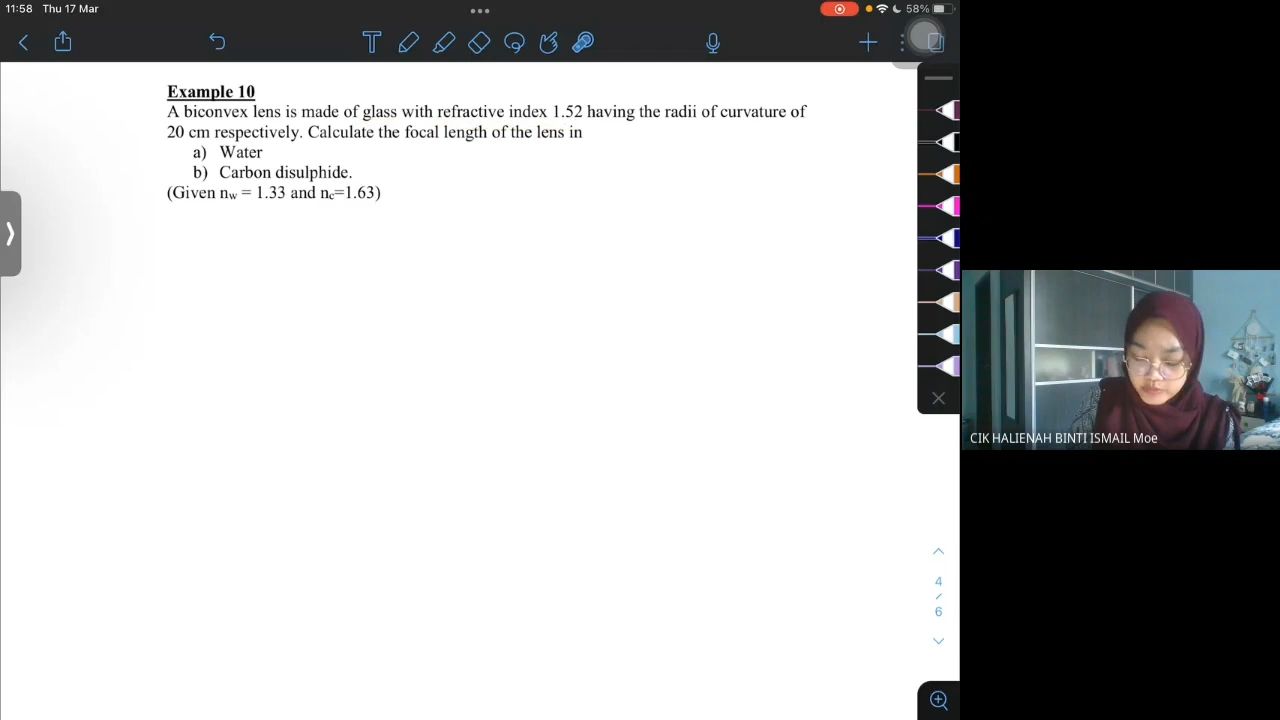 11:58 Thu 17 Mar
58%
Example 10
A biconvex lens is made of glass with refractive index 1.52 having the radii of curvature of
20 cm respectively. Calculate the focal length of the lens in
a) Water
b) Carbon disulphide.
(Given nw = 1.33 and nc=1.63)
CIK HALIENAH BINTI ISMAIL Moe
4
/
6